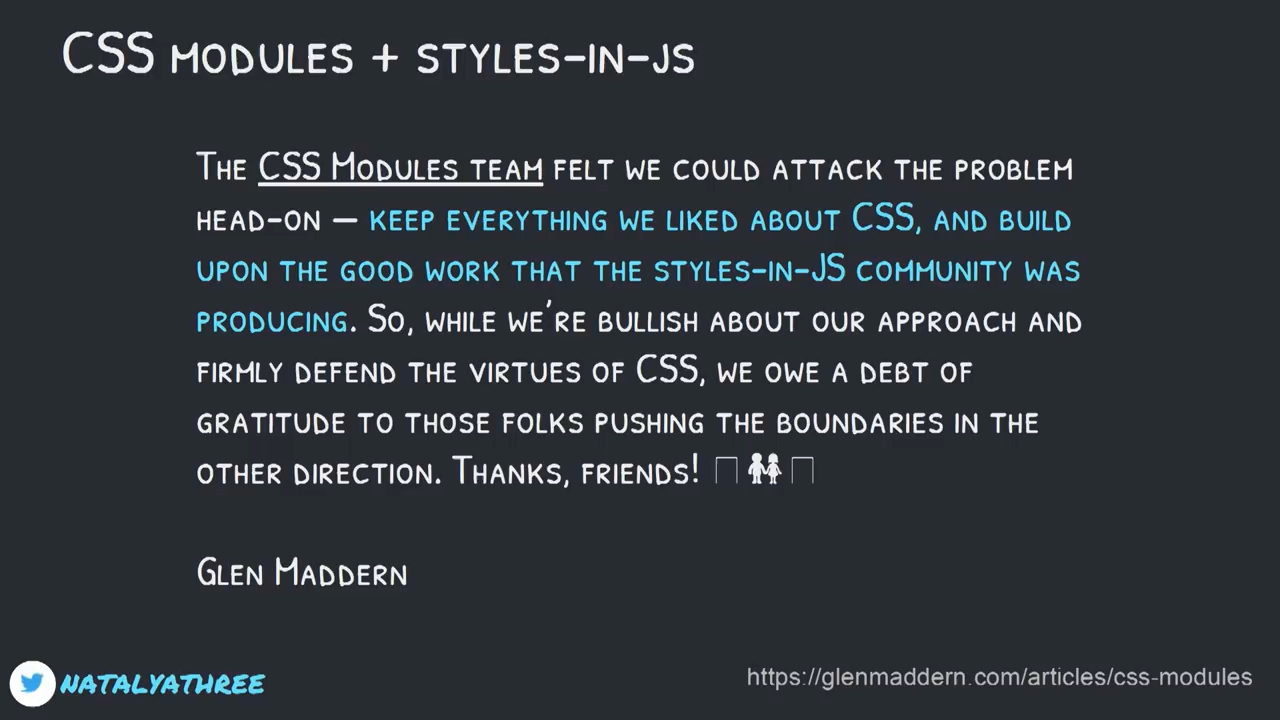 CSS modules + styles-in-js
The CSS Modules team felt we could attack the problem
head-on — keep everything we liked about CSS, and build
upon the good work that the styles-in-JS community was
producing. So, while we're bullish about our approach and
firmly defend the virtues of CSS, we owe a debt of
gratitude to those folks pushing the boundaries in the
other direction. Thanks, friends! 👫
Glen Maddern
natalyathree
https://glenmaddern.com/articles/css-modules